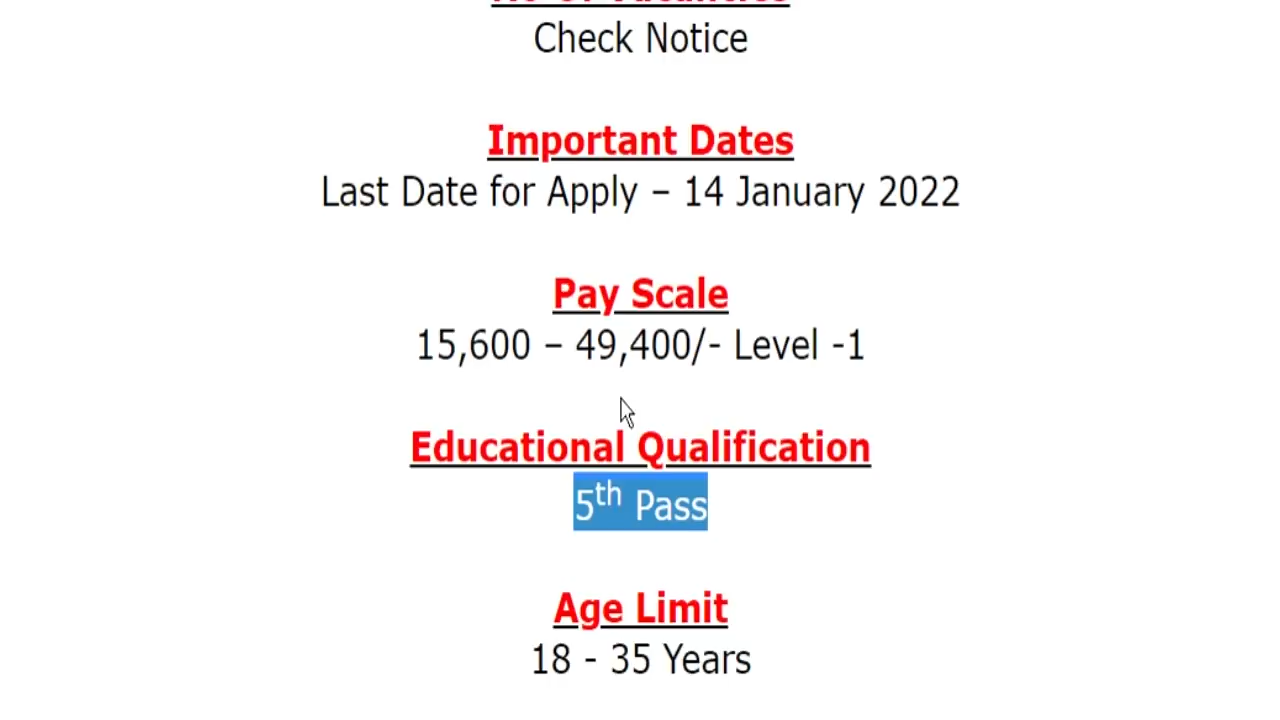 Check Notice
Important Dates
Last Date for Apply – 14 January 2022
Pay Scale
15,600 – 49,400/- Level -1
Educational Qualification
5th Pass
Age Limit
18 - 35 Years